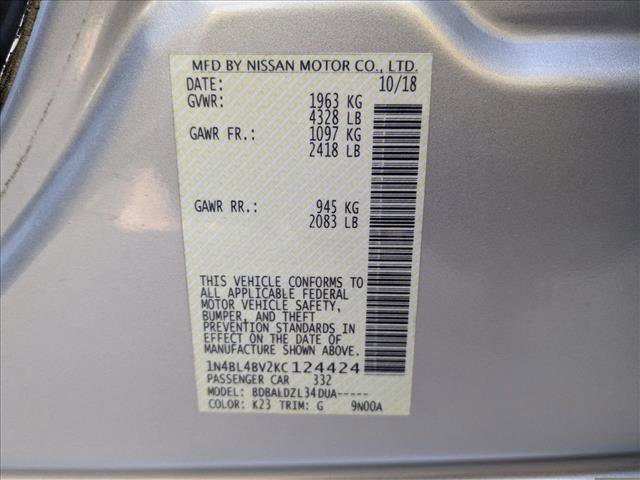 MFD BY NISSAN MOTOR CO., LTD.
DATE: 10/18
GVWR: 1963 KG
4328 LB
GAWR FR.: 1097 KG
2418 LB
GAWR RR.: 945 KG
2083 LB
THIS VEHICLE CONFORMS TO
ALL APPLICABLE FEDERAL
MOTOR VEHICLE SAFETY,
BUMPER, AND THEFT
PREVENTION STANDARDS IN
EFFECT ON THE DATE OF
MANUFACTURE SHOWN ABOVE.
1N4BL4BV2KC124424
PASSENGER CAR 332
MODEL: BDBALDZL34DUA-----
COLOR: K23 TRIM: G 9N00A